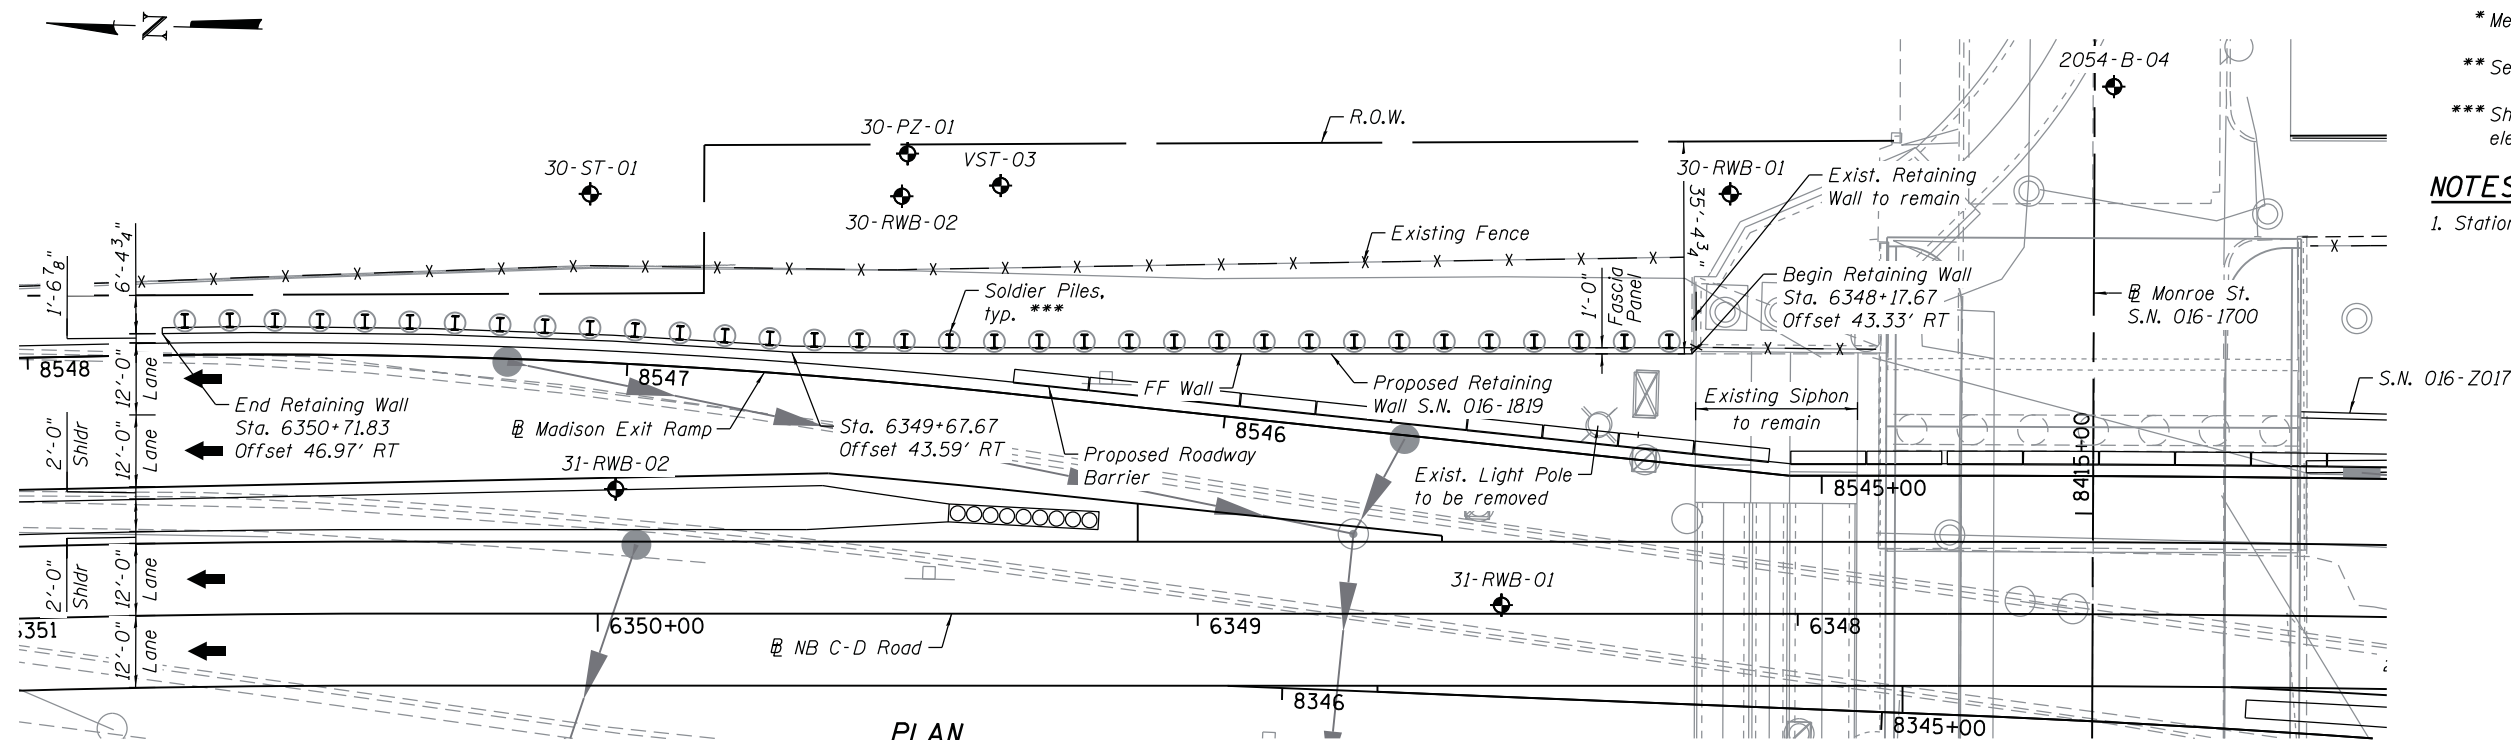 N
* Me
** Se
*** Sh
ele
NOTES
1. Station
2054-B-04
R.O.W.
30-PZ-01
VST-03
30-ST-01
30-RWB-02
30-RWB-01
Exist. Retaining
Wall to remain
35'-4 3/4"
Existing Fence
1'-6 7/8"
6'-4 3/4"
Soldier Piles,
typ. ***
1'-0"
Fascia
Panel
Begin Retaining Wall
Sta. 6348+17.67
Offset 43.33' RT
℄ Monroe St.
S.N. 016-1700
8548
12'-0"
Lane
8547
FF Wall
Proposed Retaining
Wall S.N. 016-1819
Existing Siphon
to remain
S.N. 016-Z017
End Retaining Wall
Sta. 6350+71.83
Offset 46.97' RT
℄ Madison Exit Ramp
Sta. 6349+67.67
Offset 43.59' RT
8546
2'-0"
Shldr
12'-0"
Lane
31-RWB-02
Proposed Roadway
Barrier
Exist. Light Pole
to be removed
8545+00
8415+00
2'-0"
Shldr
12'-0"
Lane
31-RWB-01
6351
6350+00
6349
6348
12'-0"
Lane
℄ NB C-D Road
8346
8345+00
PLAN